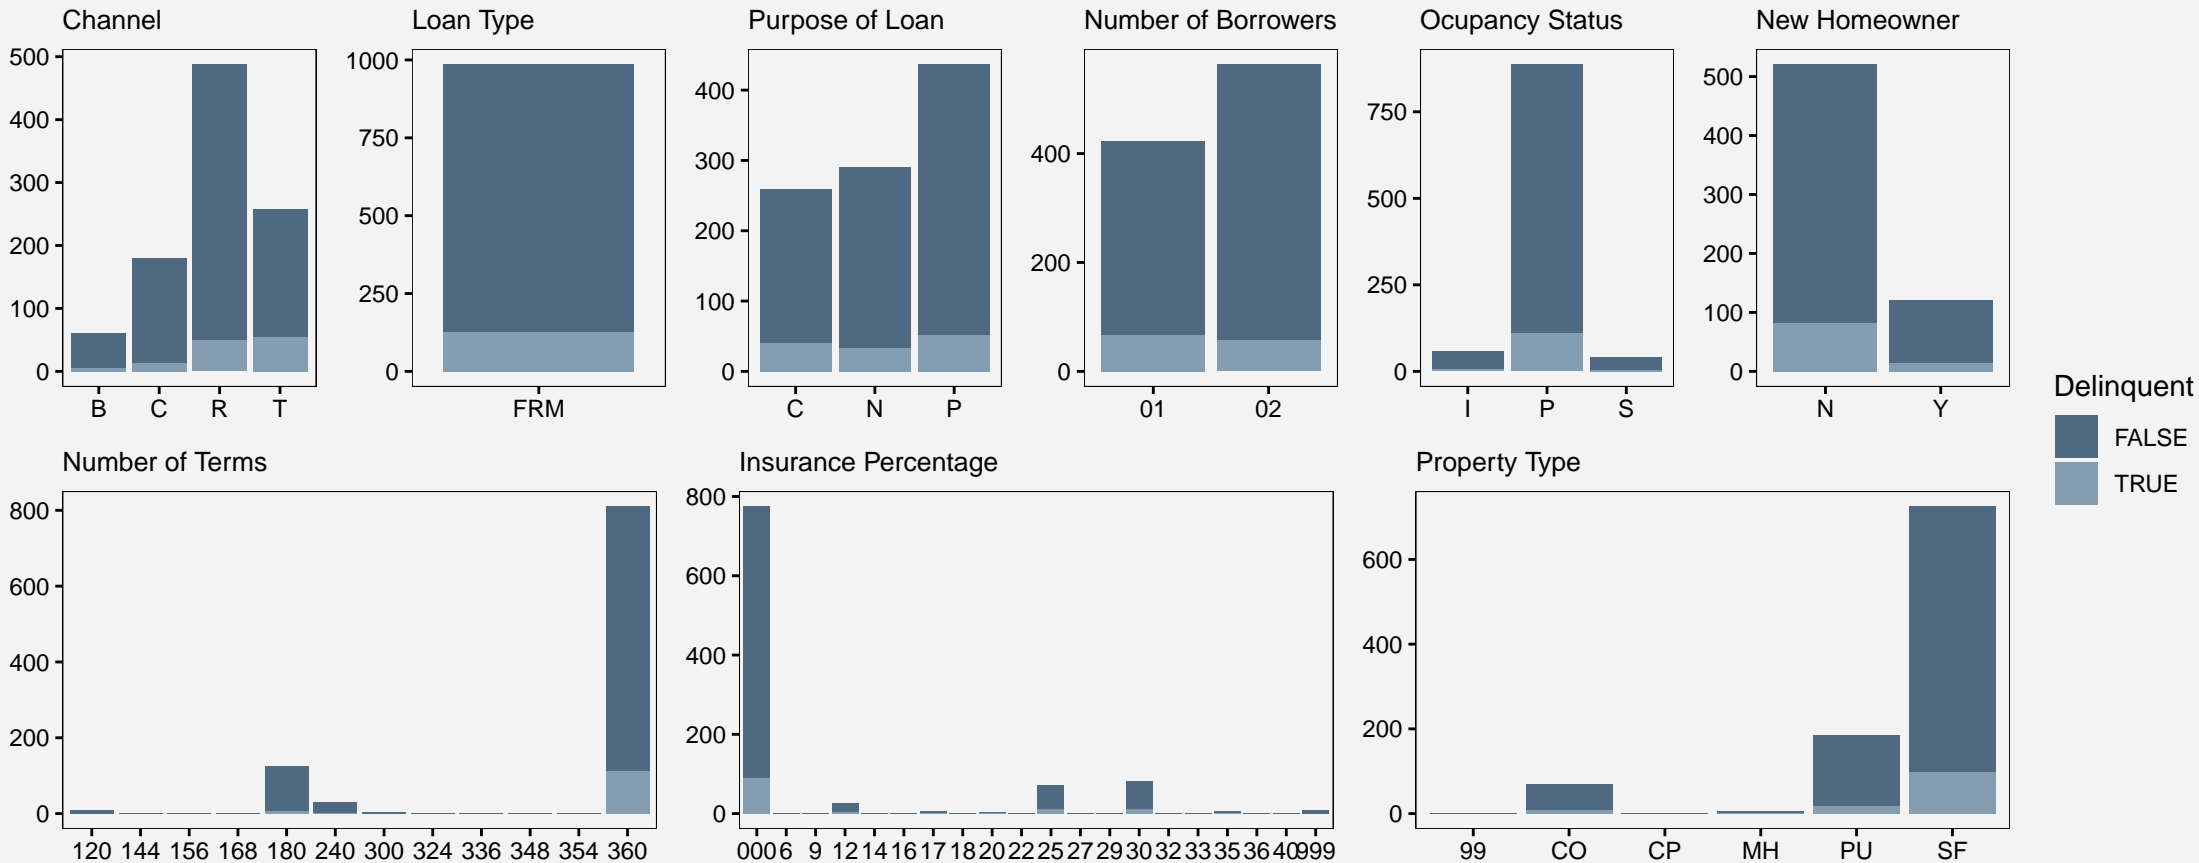 Channel
Loan Type
Purpose of Loan
Number of Borrowers
Ocupancy Status
New Homeowner
500
400
300
200
100
0
B C R T
1000
750
500
250
0
FRM
400
300
200
100
0
C N P
400
200
0
01 02
750
500
250
0
I P S
500
400
300
200
100
0
N Y
Delinquent
FALSE
TRUE
Number of Terms
Insurance Percentage
Property Type
800
600
400
200
0
120 144 156 168 180 240 300 324 336 348 354 360
800
600
400
200
0
000 6 9 12 14 16 17 18 20 22 25 27 29 30 32 33 35 36 40 999
600
400
200
0
99 CO CP MH PU SF